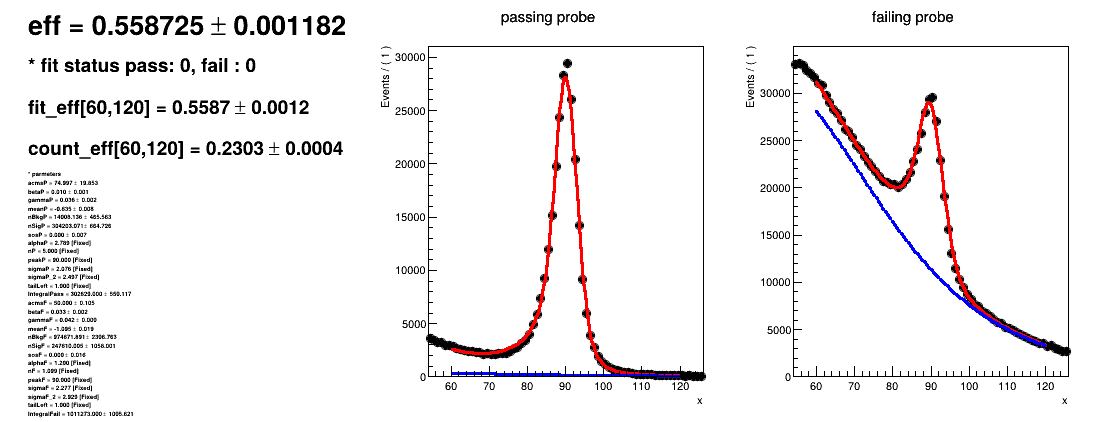 eff = 0.558725 ± 0.001182
* fit status pass: 0, fail : 0
fit_eff[60,120] = 0.5587 ± 0.0012
count_eff[60,120] = 0.2303 ± 0.0004
* parmeters
acmsP = 74.997 ± 19.853
betaP = 0.010 ± 0.001
gammaP = 0.036 ± 0.002
meanP = -0.635 ± 0.008
nBkgP = 14008.136 ± 465.563
nSigP = 304203.071 ± 664.726
sosP = 0.000 ± 0.007
alphaP = 2.789 [Fixed]
nP = 5.000 [Fixed]
peakP = 90.000 [Fixed]
sigmaP = 2.076 [Fixed]
sigmaP_2 = 2.497 [Fixed]
tailLeft = 1.000 [Fixed]
IntegralPass = 302629.000 ± 550.117
acmsF = 50.000 ± 0.105
betaF = 0.033 ± 0.002
gammaF = 0.042 ± 0.000
meanF = -1.095 ± 0.019
nBkgF = 974671.891 ± 2306.763
nSigF = 247610.005 ± 1058.001
sosF = 0.000 ± 0.016
alphaF = 1.200 [Fixed]
nF = 1.099 [Fixed]
peakF = 90.000 [Fixed]
sigmaF = 2.277 [Fixed]
sigmaF_2 = 2.929 [Fixed]
tailLeft = 1.000 [Fixed]
IntegralFail = 1011273.000 ± 1005.621
passing probe
Events / ( 1 )
30000
25000
20000
15000
10000
5000
0
60 70 80 90 100 110 120
x
failing probe
Events / ( 1 )
30000
25000
20000
15000
10000
5000
0
60 70 80 90 100 110 120
x